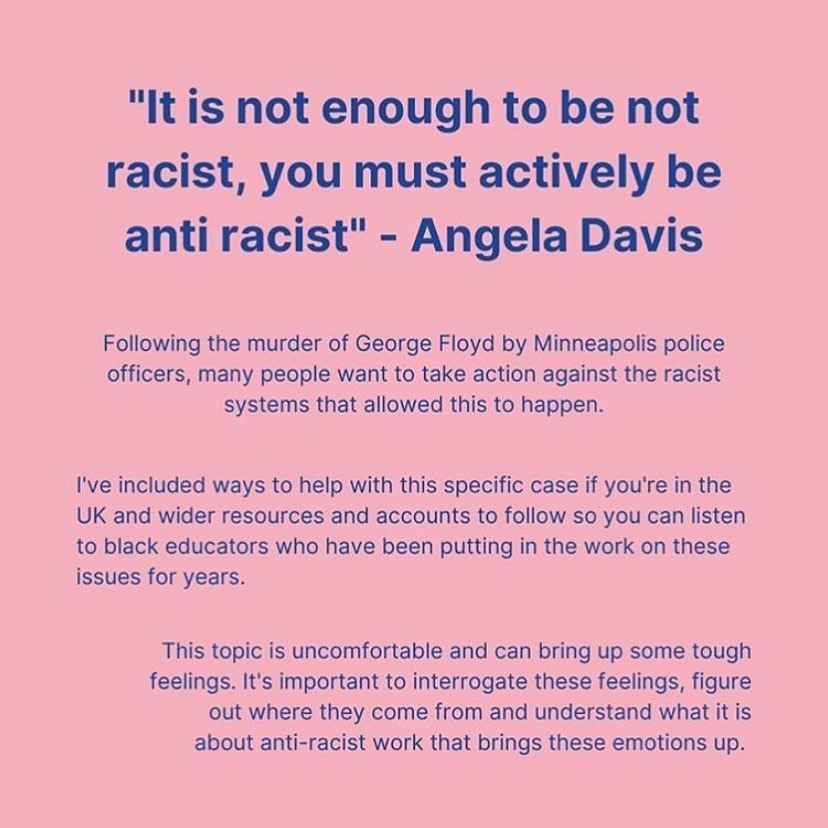 "It is not enough to be not
racist, you must actively be
anti racist" - Angela Davis
Following the murder of George Floyd by Minneapolis police
officers, many people want to take action against the racist
systems that allowed this to happen.
I've included ways to help with this specific case if you're in the
UK and wider resources and accounts to follow so you can listen
to black educators who have been putting in the work on these
issues for years.
This topic is uncomfortable and can bring up some tough
feelings. It's important to interrogate these feelings, figure
out where they come from and understand what it is
about anti-racist work that brings these emotions up.